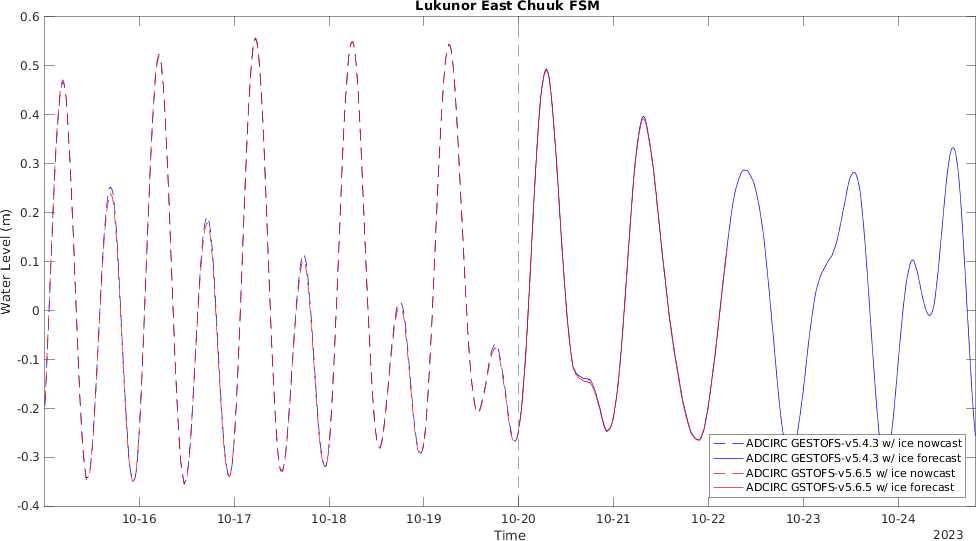 Lukunor East Chuuk FSM
0.6
0.5
0.4
0.3
0.2
0.1
0
-0.1
-0.2
-0.3
-0.4
Water Level (m)
ADCIRC GESTOFS-v5.4.3 w/ ice nowcast
ADCIRC GESTOFS-v5.4.3 w/ ice forecast
ADCIRC GSTOFS-v5.6.5 w/ ice nowcast
ADCIRC GSTOFS-v5.6.5 w/ ice forecast
10-16 10-17 10-18 10-19 10-20 10-21 10-22 10-23 10-24
Time
2023